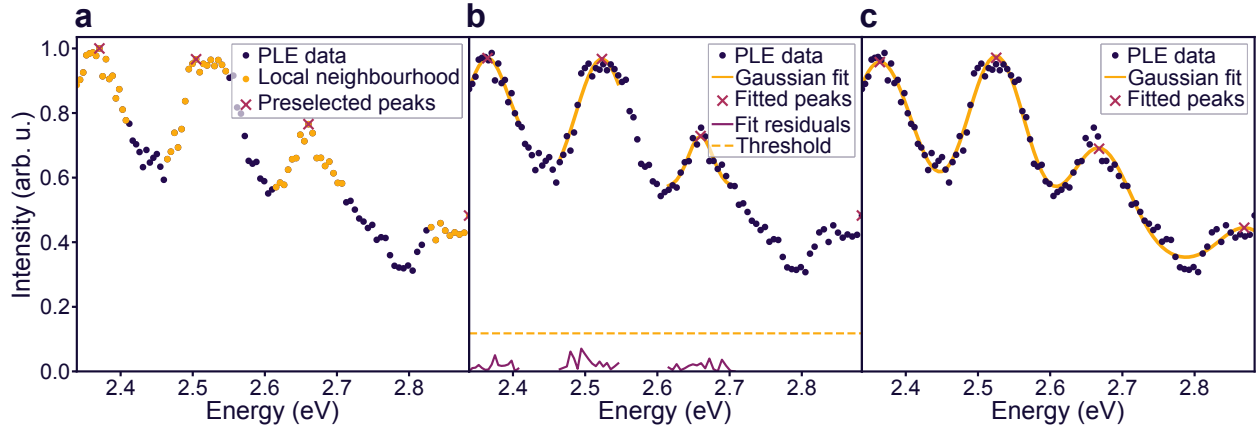 a
b
c
PLE data
Local neighbourhood
Preselected peaks
PLE data
Gaussian fit
Fitted peaks
Fit residuals
Threshold
PLE data
Gaussian fit
Fitted peaks
Intensity (arb. u.)
1.0
0.8
0.6
0.4
0.2
0.0
2.4
2.5
2.6
2.7
2.8
2.4
2.5
2.6
2.7
2.8
2.4
2.5
2.6
2.7
2.8
Energy (eV)
Energy (eV)
Energy (eV)